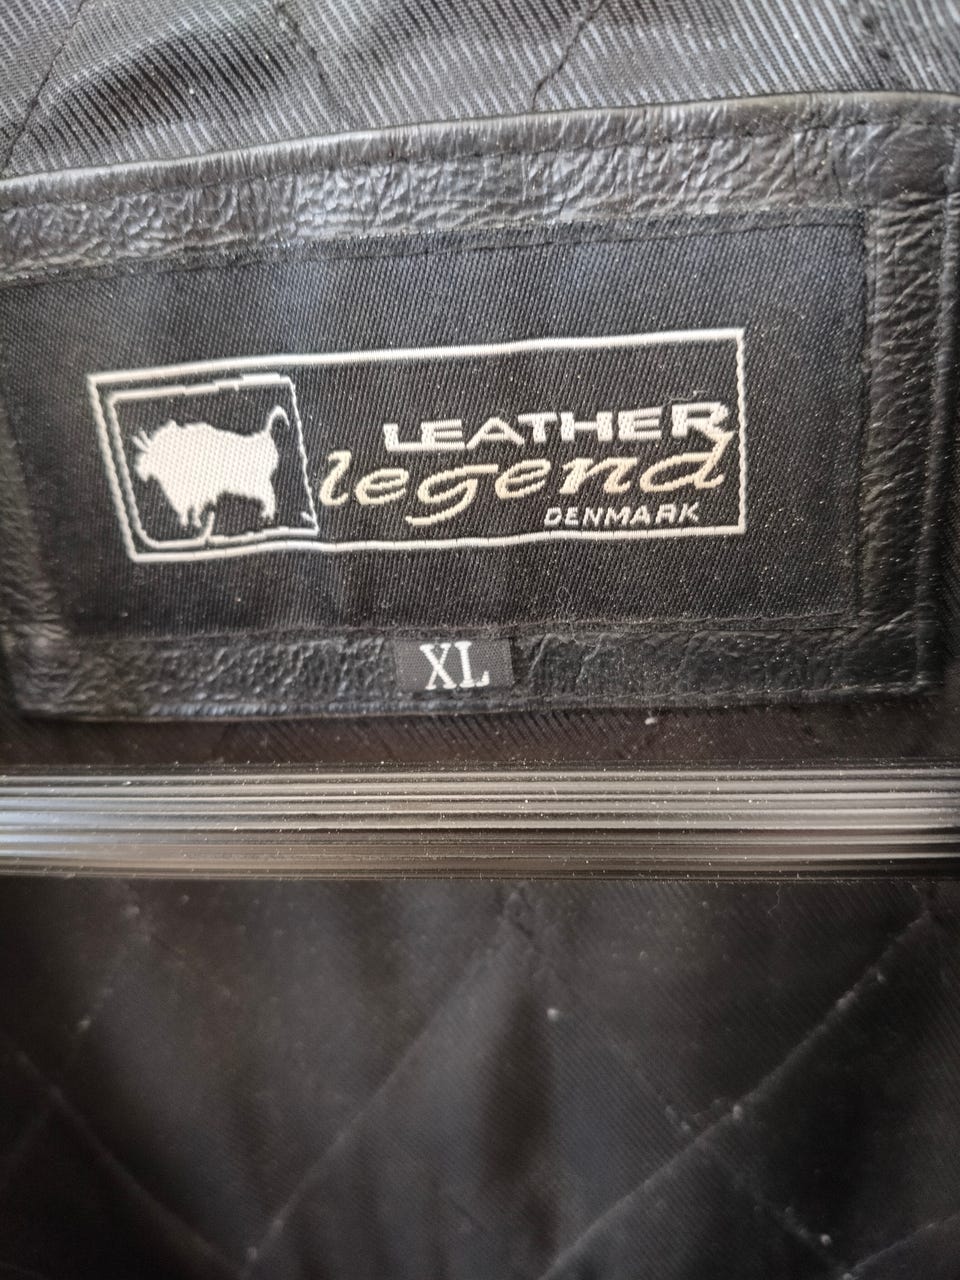 LEATHER
legend
DENMARK
XL